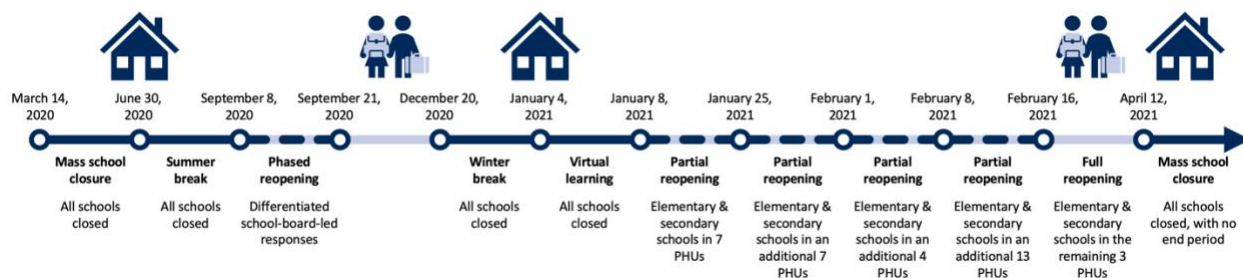 March 14, 2020
June 30, 2020
September 8, 2020
September 21, 2020
December 20, 2020
January 4, 2021
January 8, 2021
January 25, 2021
February 1, 2021
February 8, 2021
February 16, 2021
April 12, 2021
Mass school
closure
All schools
closed
Summer
break
All schools
closed
Phased
reopening
Differentiated
school-board-led
responses
Winter
break
All schools
closed
Virtual
learning
All schools
closed
Partial
reopening
Elementary &
secondary
schools in 7
PHUs
Partial
reopening
Elementary &
secondary
schools in an
additional 7
PHUs
Partial
reopening
Elementary &
secondary
schools in an
additional 4
PHUs
Partial
reopening
Elementary &
secondary
schools in an
additional 13
PHUs
Full
reopening
Elementary &
secondary
schools in the
remaining 3
PHUs
Mass school
closure
All schools
closed, with no
end period